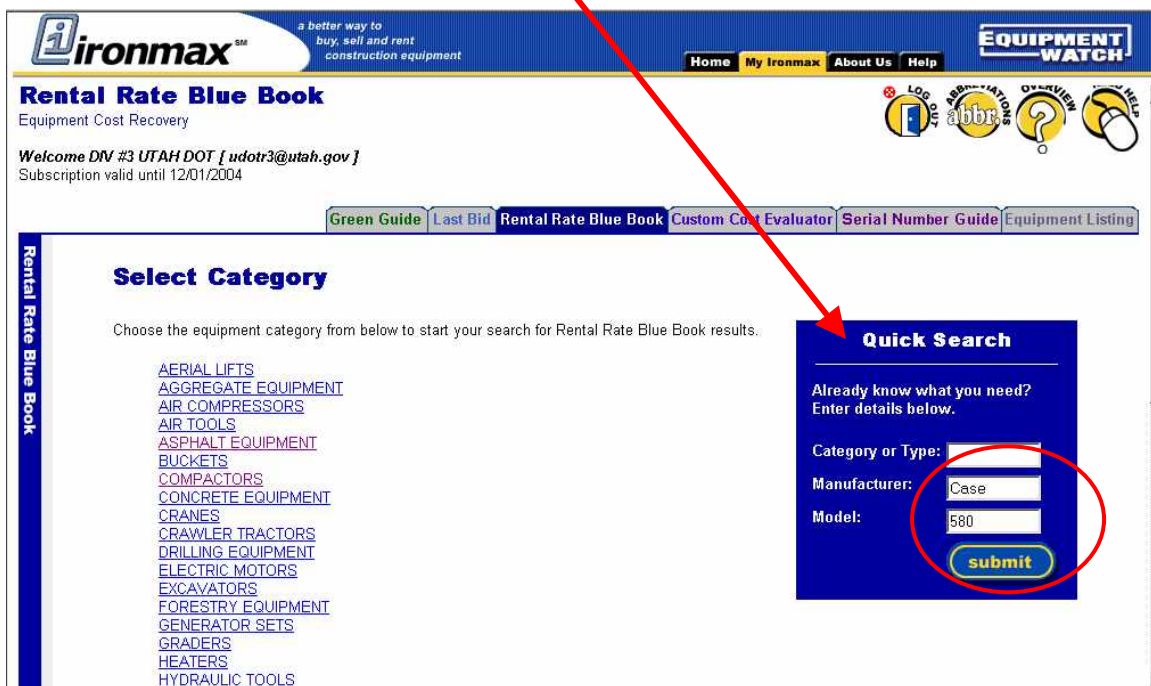 ironmax SM
a better way to
buy, sell and rent
construction equipment
EQUIPMENT
WATCH
Home My Ironmax About Us Help
Rental Rate Blue Book
Equipment Cost Recovery
LOG OUT
ABBREVIATIONS
abbr.
OVERVIEW
HELP
Welcome DIV #3 UTAH DOT [ udotr3@utah.gov ]
Subscription valid until 12/01/2004
Green Guide Last Bid Rental Rate Blue Book Custom Cost Evaluator Serial Number Guide Equipment Listing
Rental Rate Blue Book
Select Category
Choose the equipment category from below to start your search for Rental Rate Blue Book results.
AERIAL LIFTS
AGGREGATE EQUIPMENT
AIR COMPRESSORS
AIR TOOLS
ASPHALT EQUIPMENT
BUCKETS
COMPACTORS
CONCRETE EQUIPMENT
CRANES
CRAWLER TRACTORS
DRILLING EQUIPMENT
ELECTRIC MOTORS
EXCAVATORS
FORESTRY EQUIPMENT
GENERATOR SETS
GRADERS
HEATERS
HYDRAULIC TOOLS
Quick Search
Already know what you need?
Enter details below.
Category or Type:
Manufacturer: Case
Model: 580
submit